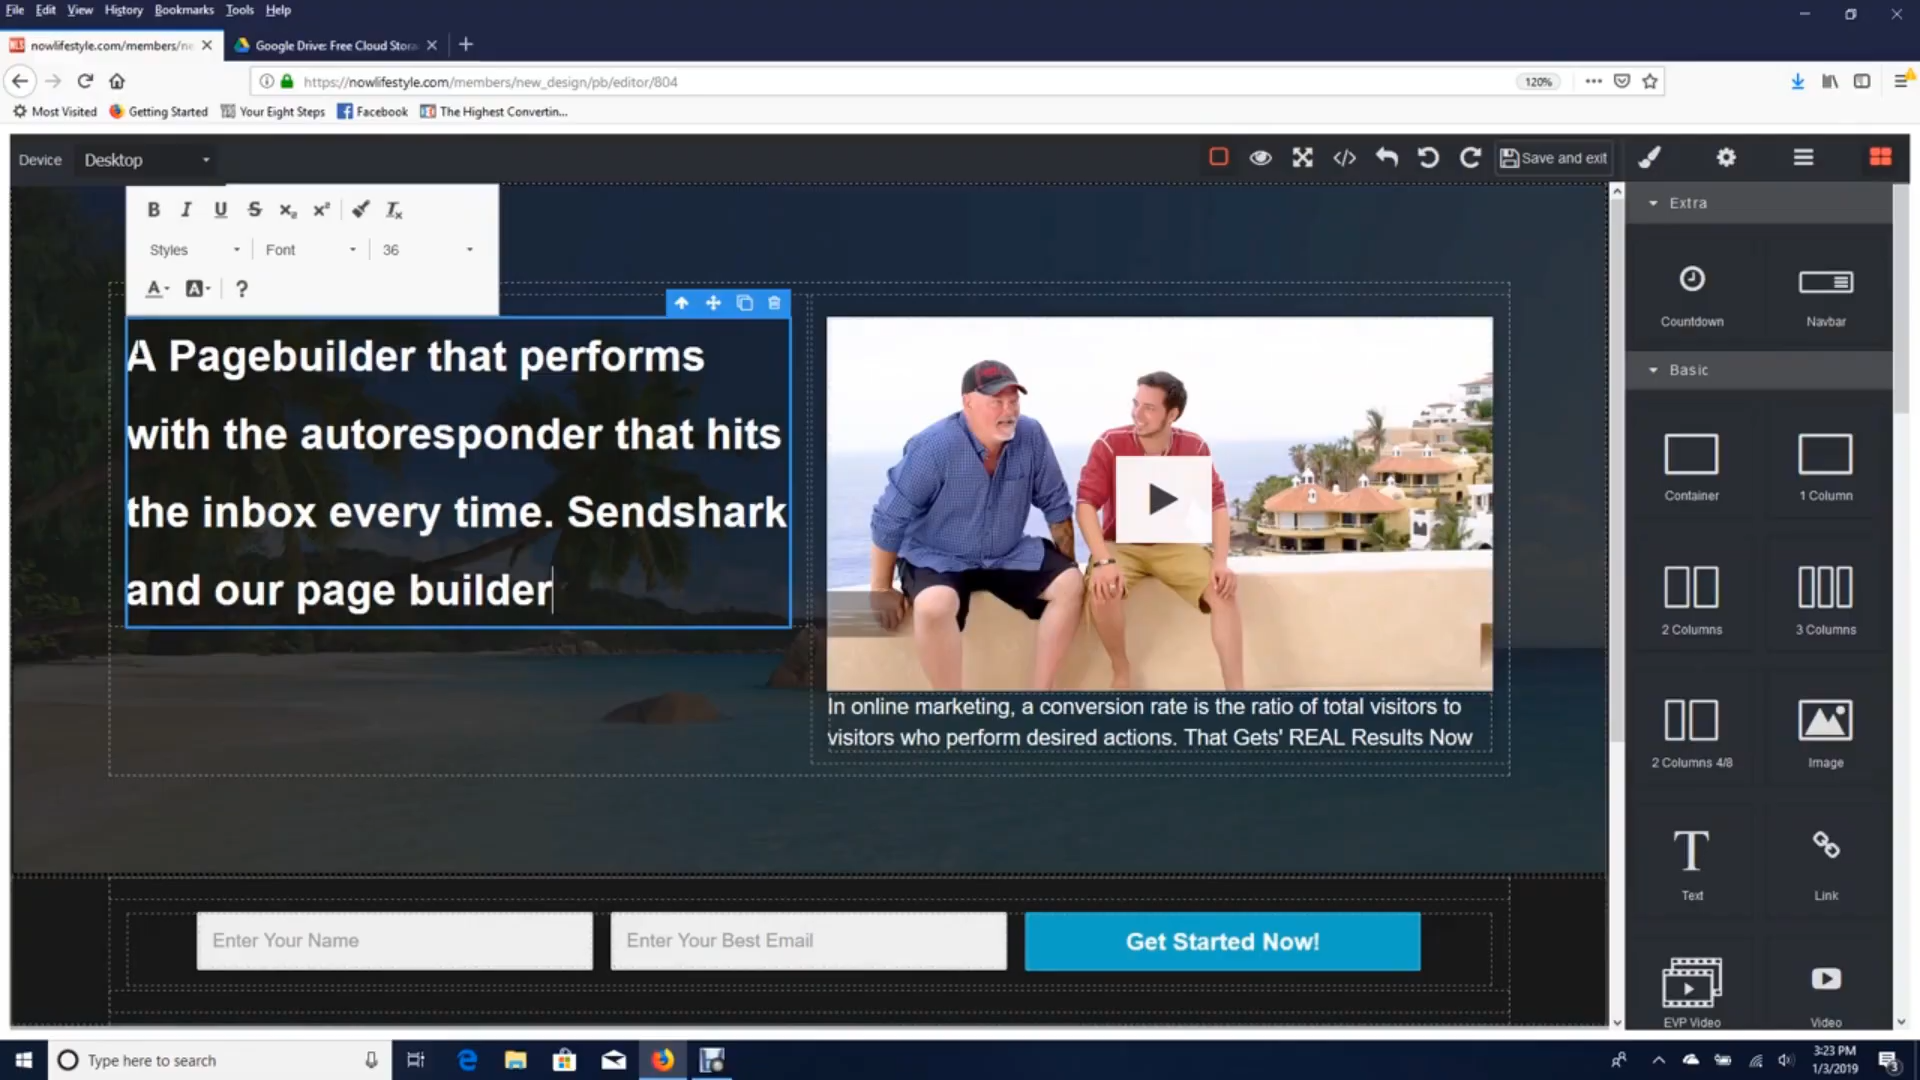 File Edit View History Bookmarks Tools Help
nowlifestyle.com/members/ne
Google Drive: Free Cloud Stora
https://nowlifestyle.com/members/new_design/pb/editor/804
120%
Most Visited
Getting Started
Your Eight Steps
Facebook
The Highest Convertin...
Device
Desktop
Save and exit
Styles
Font
36
A Pagebuilder that performs
with the autoresponder that hits
the inbox every time. Sendshark
and our page builder
In online marketing, a conversion rate is the ratio of total visitors to
visitors who perform desired actions. That Gets' REAL Results Now
Enter Your Name
Enter Your Best Email
Get Started Now!
Extra
Countdown
Navbar
Basic
Container
1 Column
2 Columns
3 Columns
2 Columns 4/8
Image
Text
Link
EVP Video
Video
Type here to search
3:23 PM
1/3/2019
3